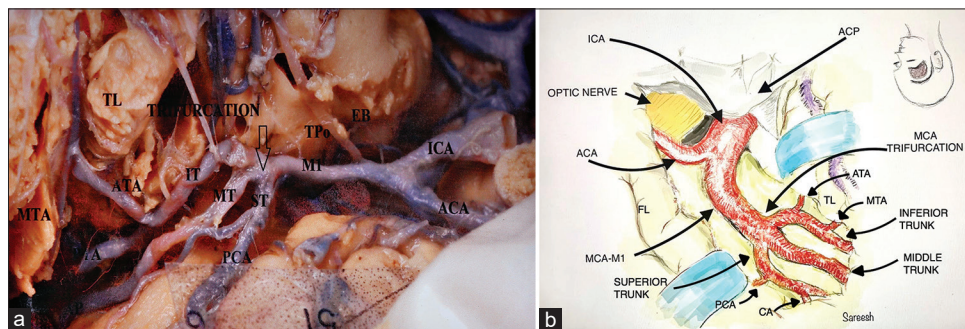 TL
TRIFURCATION
EB
TPo
ICA
M1
ATA
IT
MT
ST
ACA
MTA
PCA
a
ICA
ACP
OPTIC NERVE
MCA
TRIFURCATION
ACA
ATA
TL
MTA
FL
INFERIOR
TRUNK
MCA-M1
MIDDLE
TRUNK
SUPERIOR
TRUNK
PCA
CA
Sareesh
b